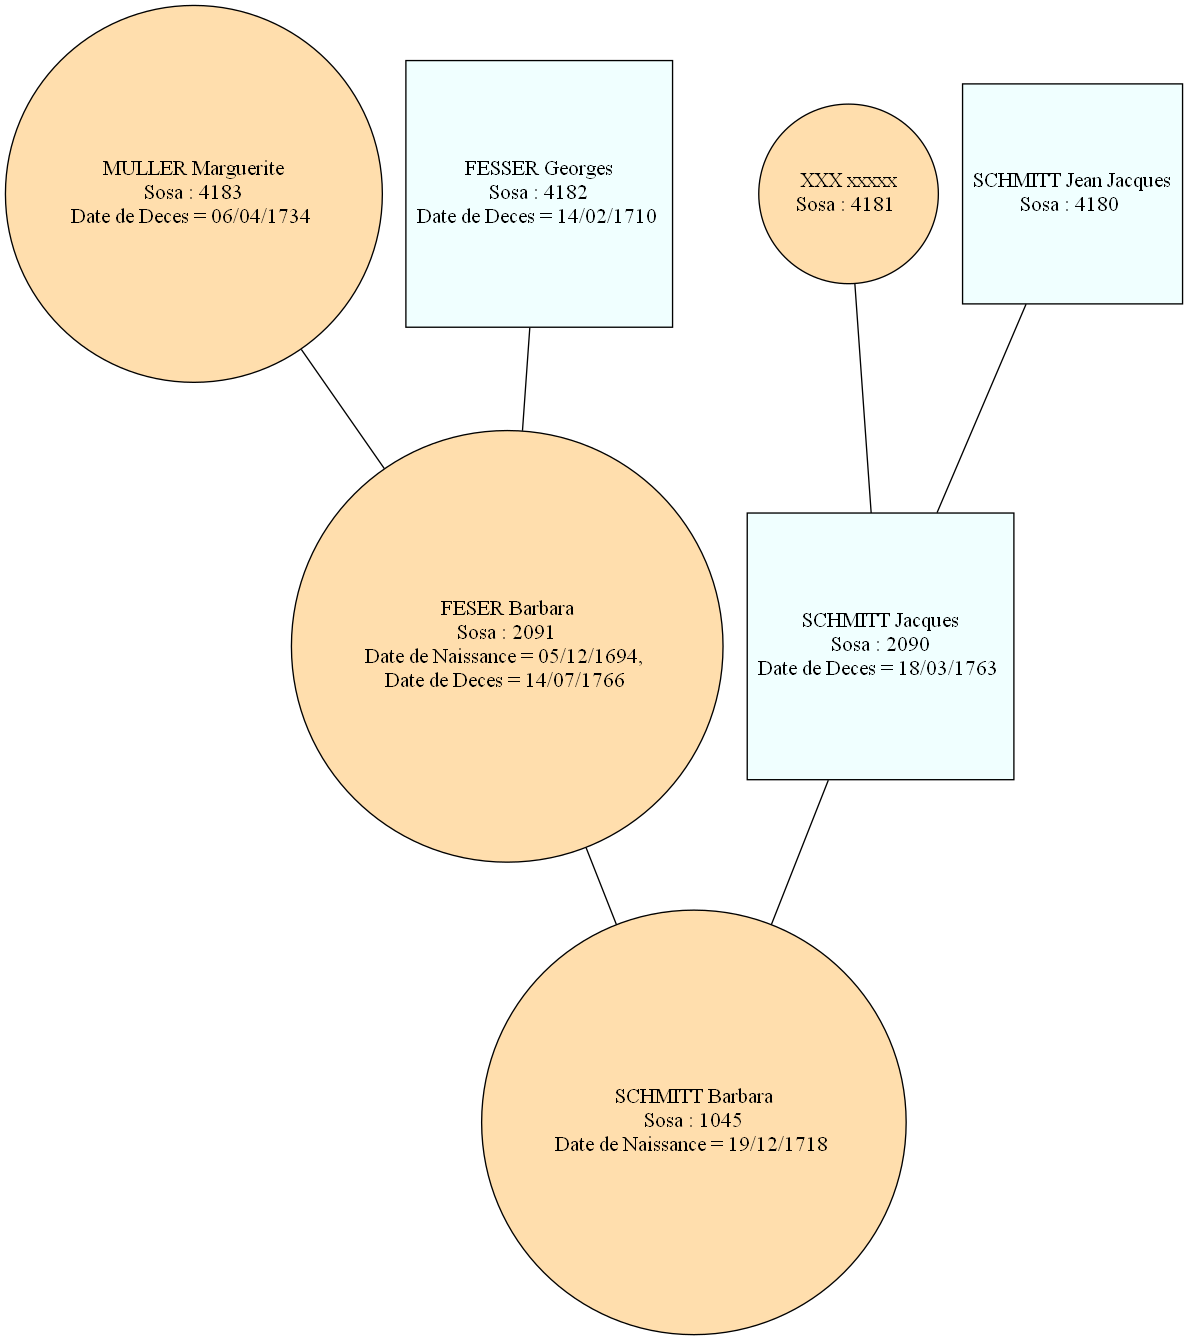 MULLER Marguerite
Sosa : 4183
Date de Deces = 06/04/1734
FESSER Georges
Sosa : 4182
Date de Deces = 14/02/1710
XXX xxxxx
Sosa : 4181
SCHMITT Jean Jacques
Sosa : 4180
FESER Barbara
Sosa : 2091
Date de Naissance = 05/12/1694,
Date de Deces = 14/07/1766
SCHMITT Jacques
Sosa : 2090
Date de Deces = 18/03/1763
SCHMITT Barbara
Sosa : 1045
Date de Naissance = 19/12/1718